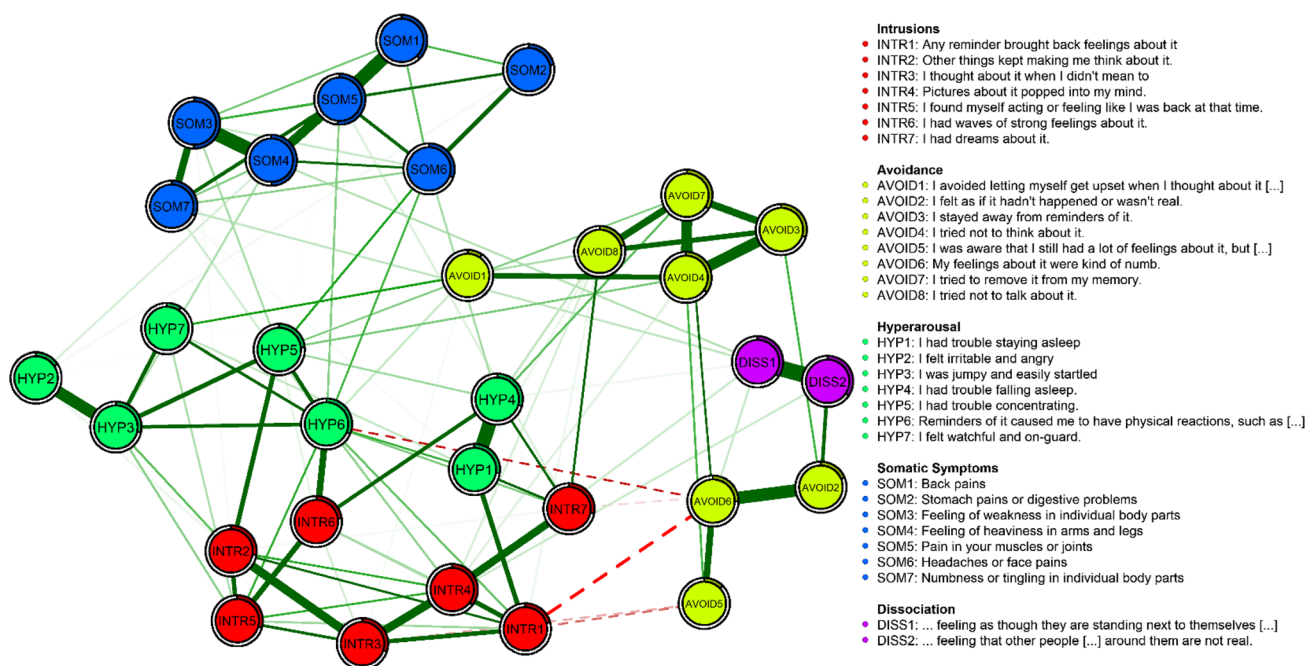 SOM1
SOM2
SOM5
SOM3
SOM4
SOM6
SOM7
AVOID7
AVOID3
AVOID8
AVOID1
AVOID4
HYP7
HYP5
DISS1
HYP2
DISS2
HYP4
HYP3
HYP6
HYP1
AVOID2
AVOID6
INTR7
INTR6
INTR2
INTR4
AVOID5
INTR5
INTR1
INTR3
Intrusions
INTR1: Any reminder brought back feelings about it
INTR2: Other things kept making me think about it.
INTR3: I thought about it when I didn't mean to
INTR4: Pictures about it popped into my mind.
INTR5: I found myself acting or feeling like I was back at that time.
INTR6: I had waves of strong feelings about it.
INTR7: I had dreams about it.
Avoidance
AVOID1: I avoided letting myself get upset when I thought about it [...]
AVOID2: I felt as if it hadn't happened or wasn't real.
AVOID3: I stayed away from reminders of it.
AVOID4: I tried not to think about it.
AVOID5: I was aware that I still had a lot of feelings about it, but [...]
AVOID6: My feelings about it were kind of numb.
AVOID7: I tried to remove it from my memory.
AVOID8: I tried not to talk about it.
Hyperarousal
HYP1: I had trouble staying asleep
HYP2: I felt irritable and angry
HYP3: I was jumpy and easily startled
HYP4: I had trouble falling asleep.
HYP5: I had trouble concentrating.
HYP6: Reminders of it caused me to have physical reactions, such as [...]
HYP7: I felt watchful and on-guard.
Somatic Symptoms
SOM1: Back pains
SOM2: Stomach pains or digestive problems
SOM3: Feeling of weakness in individual body parts
SOM4: Feeling of heaviness in arms and legs
SOM5: Pain in your muscles or joints
SOM6: Headaches or face pains
SOM7: Numbness or tingling in individual body parts
Dissociation
DISS1: ... feeling as though they are standing next to themselves [...]
DISS2: ... feeling that other people [...] around them are not real.